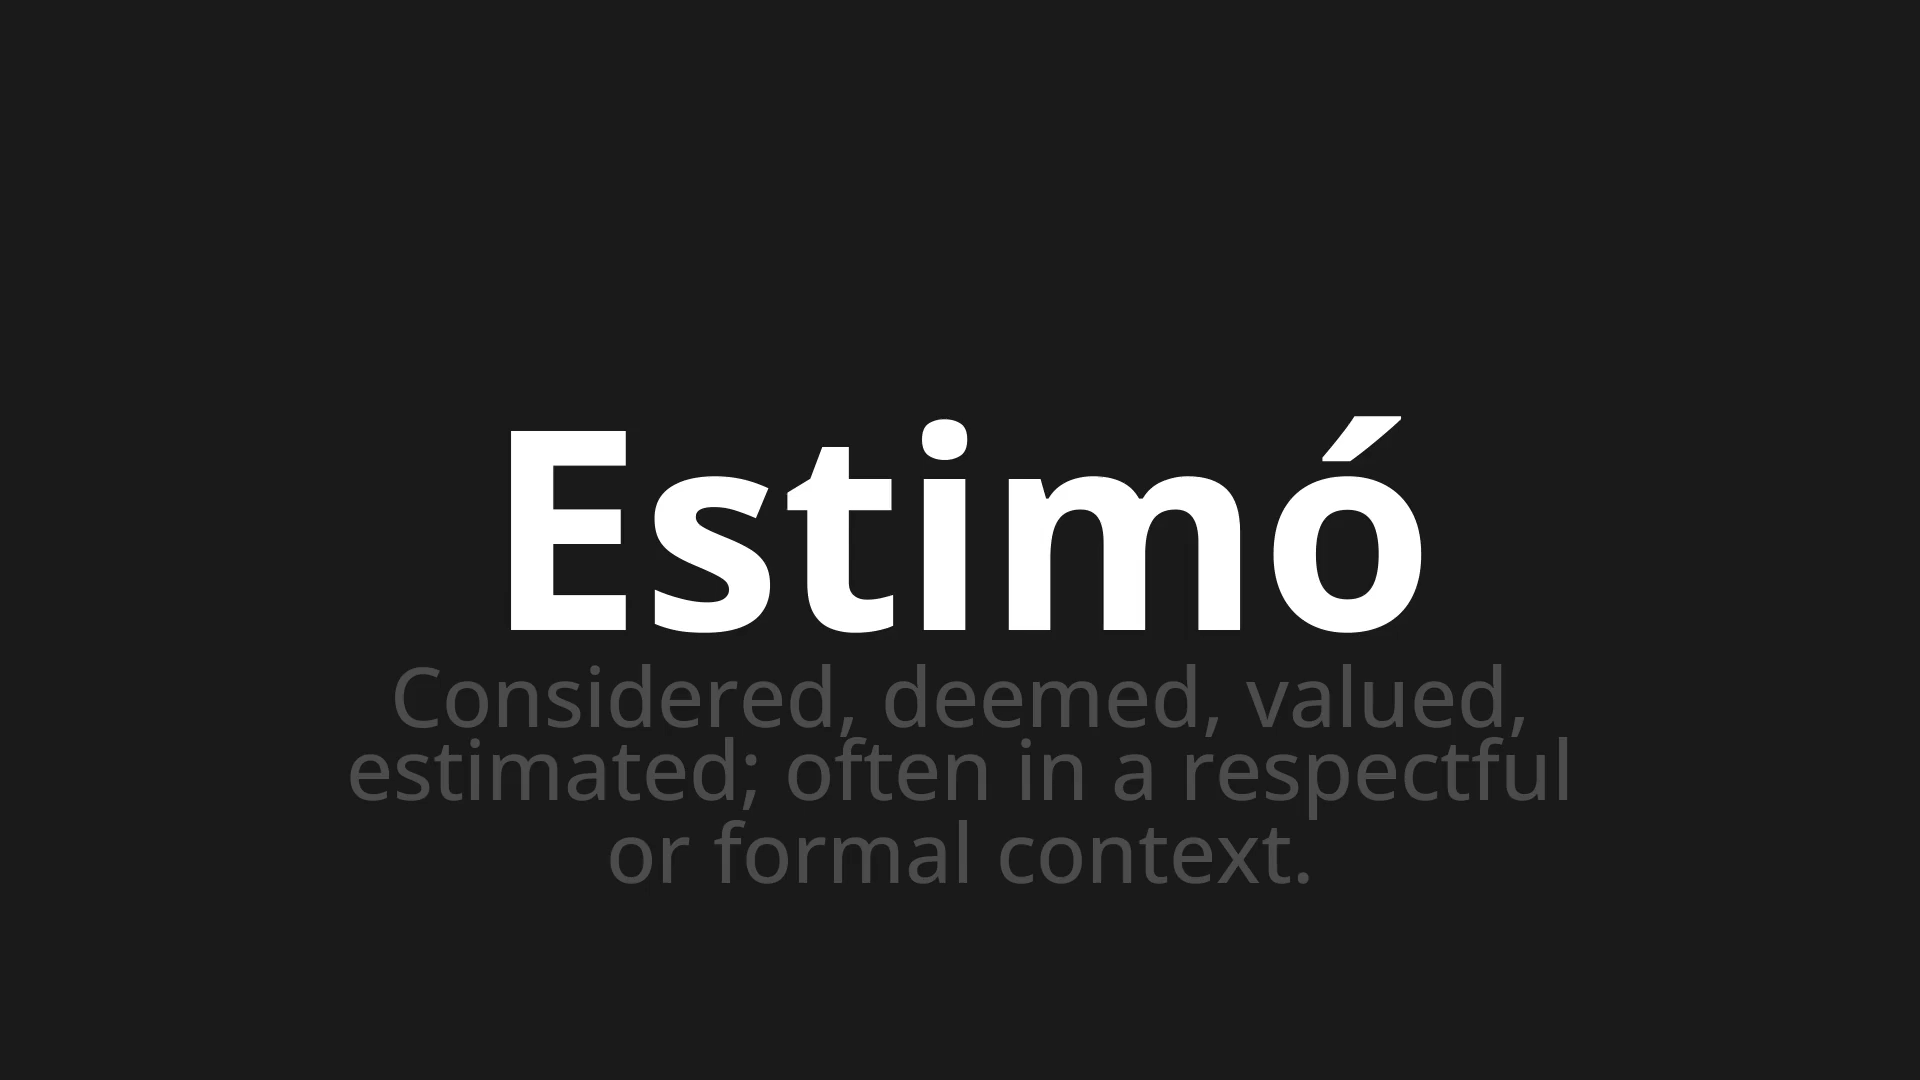 Estimó
Considered, deemed, valued,
estimated; often in a respectful
or formal context.